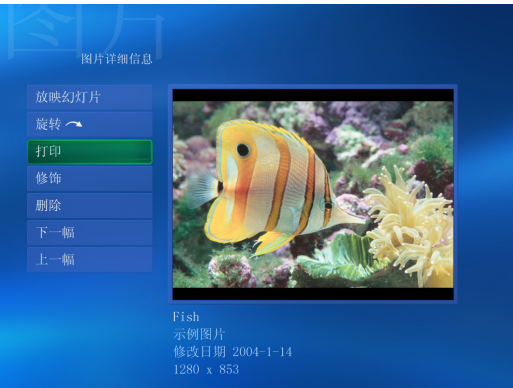 图片
图片详细信息
放映幻灯片
旋转
打印
修饰
删除
下一幅
上一幅
Fish
示例图片
修改日期 2004-1-14
1280 x 853